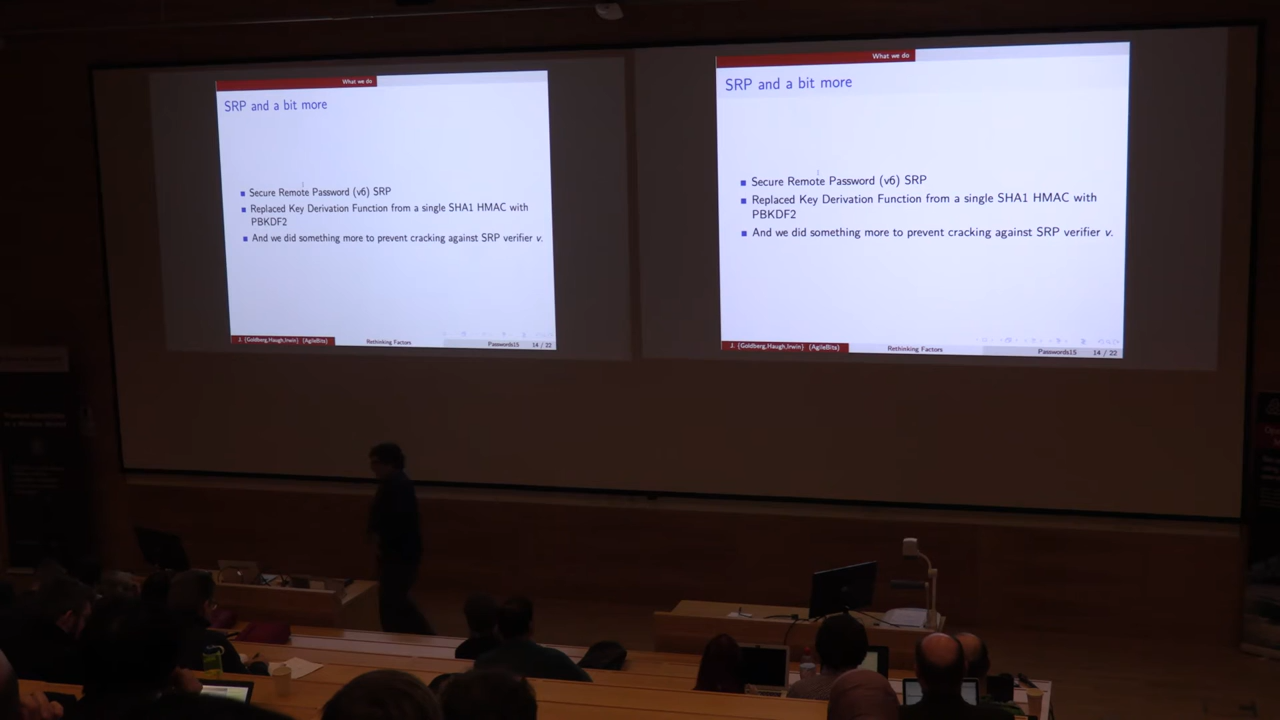 What we do
SRP and a bit more
Secure Remote Password (v6) SRP
Replaced Key Derivation Function from a single SHA1 HMAC with
PBKDF2
And we did something more to prevent cracking against SRP verifier v.
J. {Goldberg,Haugh,Irwin} (AgileBits) Rethinking Factors Passwords15 14 / 22
What we do
SRP and a bit more
Secure Remote Password (v6) SRP
Replaced Key Derivation Function from a single SHA1 HMAC with
PBKDF2
And we did something more to prevent cracking against SRP verifier v.
J. {Goldberg,Haugh,Irwin} (AgileBits) Rethinking Factors Passwords15 14 / 22